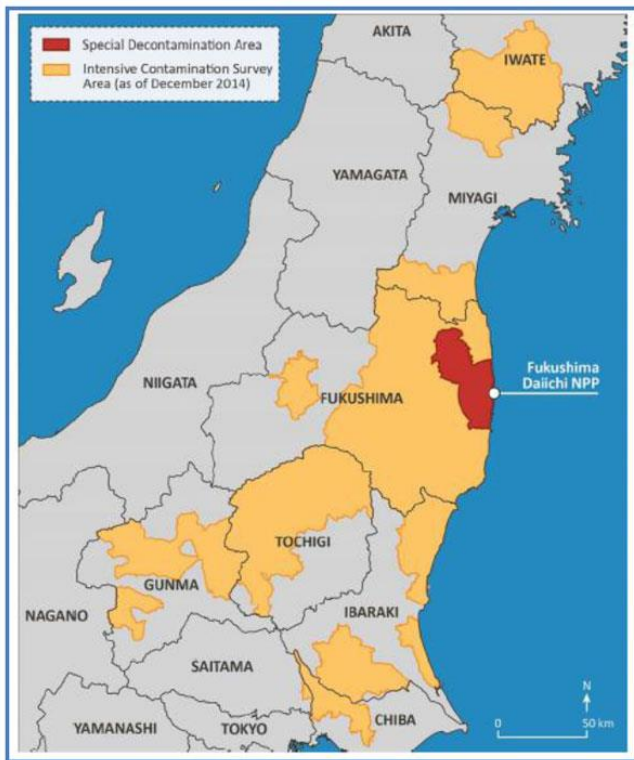 Special Decontamination Area
Intensive Contamination Survey
Area (as of December 2014)
AKITA
IWATE
YAMAGATA
MIYAGI
NIIGATA
FUKUSHIMA
Fukushima
Daiichi NPP
TOCHIGI
GUNMA
NAGANO
IBARAKI
SAITAMA
YAMANASHI
TOKYO
CHIBA
N
0 50 km